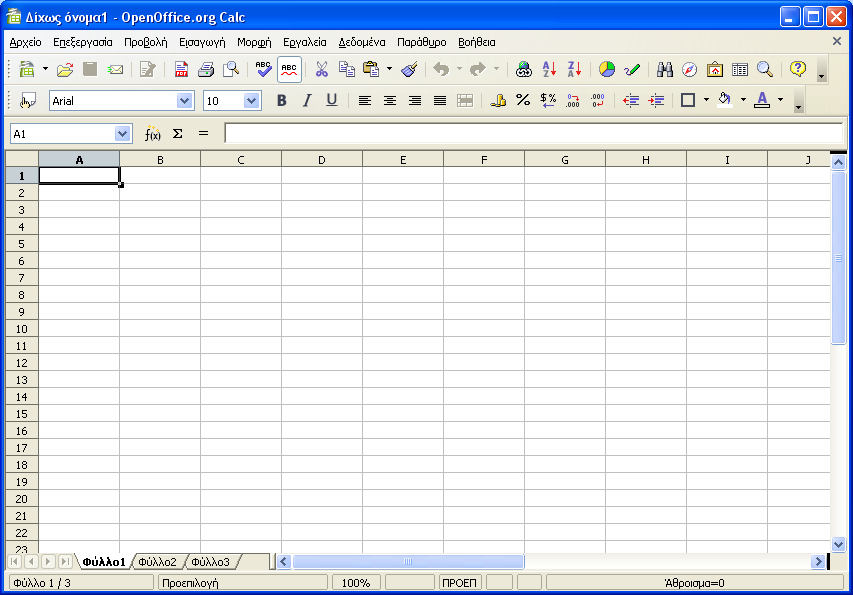 Δίχως όνομα1 - OpenOffice.org Calc
Αρχείο Επεξεργασία Προβολή Εισαγωγή Μορφή Εργαλεία Δεδομένα Παράθυρο Βοήθεια
ABC ABC
Arial 10 B I U
A1 f(x) Σ =
A B C D E F G H I J
1
2
3
4
5
6
7
8
9
10
11
12
13
14
15
16
17
18
19
20
21
22
23
Φύλλο1 Φύλλο2 Φύλλο3
Φύλλο 1 / 3 Προεπιλογή 100% ΠΡΟΕΠ Άθροισμα=0